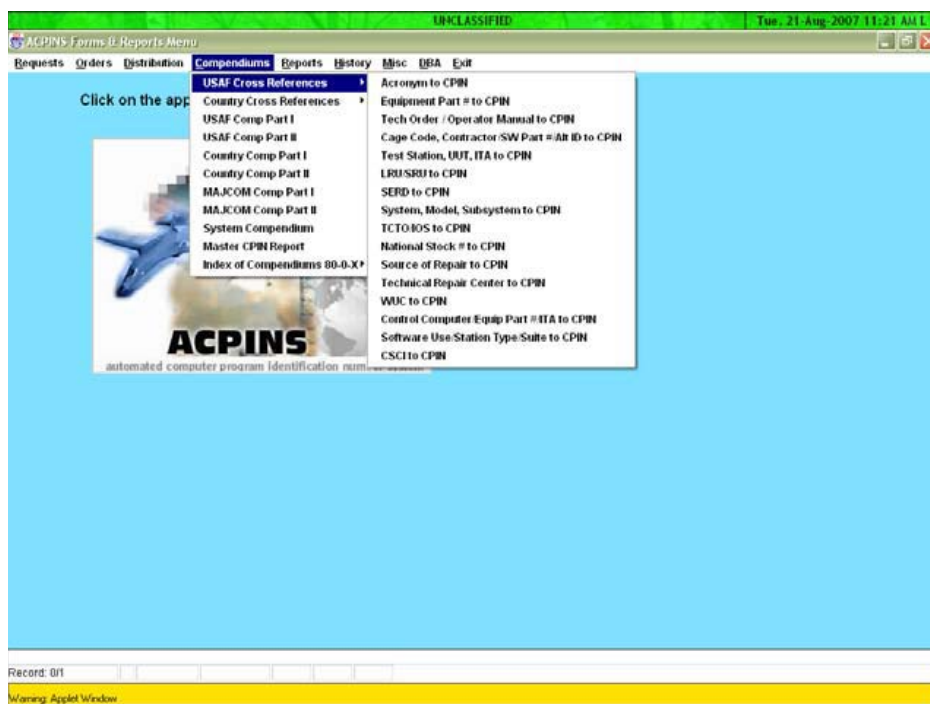 UNCLASSIFIED
Tue, 21-Aug-2007 11:21 AM L
ACPINS Forms & Reports Menu
Requests Orders Distribution Compendiums Reports History Misc DBA Exit
Click on the app
USAF Cross References
Country Cross References
USAF Comp Part I
USAF Comp Part II
Country Comp Part I
Country Comp Part II
MAJCOM Comp Part I
MAJCOM Comp Part II
System Compendium
Master CPIN Report
Index of Compendiums 80-0-X
Acronym to CPIN
Equipment Part # to CPIN
Tech Order / Operator Manual to CPIN
Cage Code, Contractor/SW Part #/Alt ID to CPIN
Test Station, UUT, ITA to CPIN
LRU/SRU to CPIN
SERD to CPIN
System, Model, Subsystem to CPIN
TCTO/IOS to CPIN
National Stock # to CPIN
Source of Repair to CPIN
Technical Repair Center to CPIN
WUC to CPIN
Control Computer/Equip Part #/ITA to CPIN
Software Use/Station Type/Suite to CPIN
CSCI to CPIN
ACPINS
automated computer program identification
Record: 0/1
Warning: Applet Window